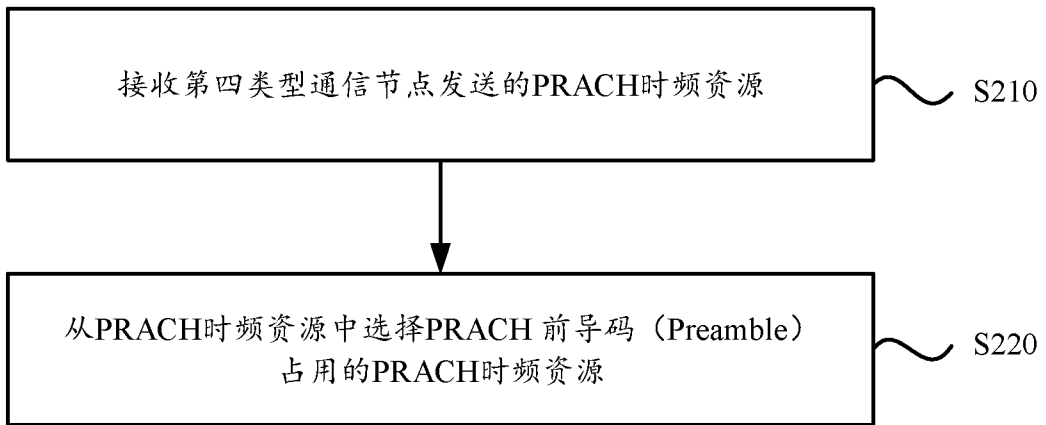 接收第四类型通信节点发送的PRACH时频资源
S210
从PRACH时频资源中选择PRACH 前导码（Preamble）
占用的PRACH时频资源
S220